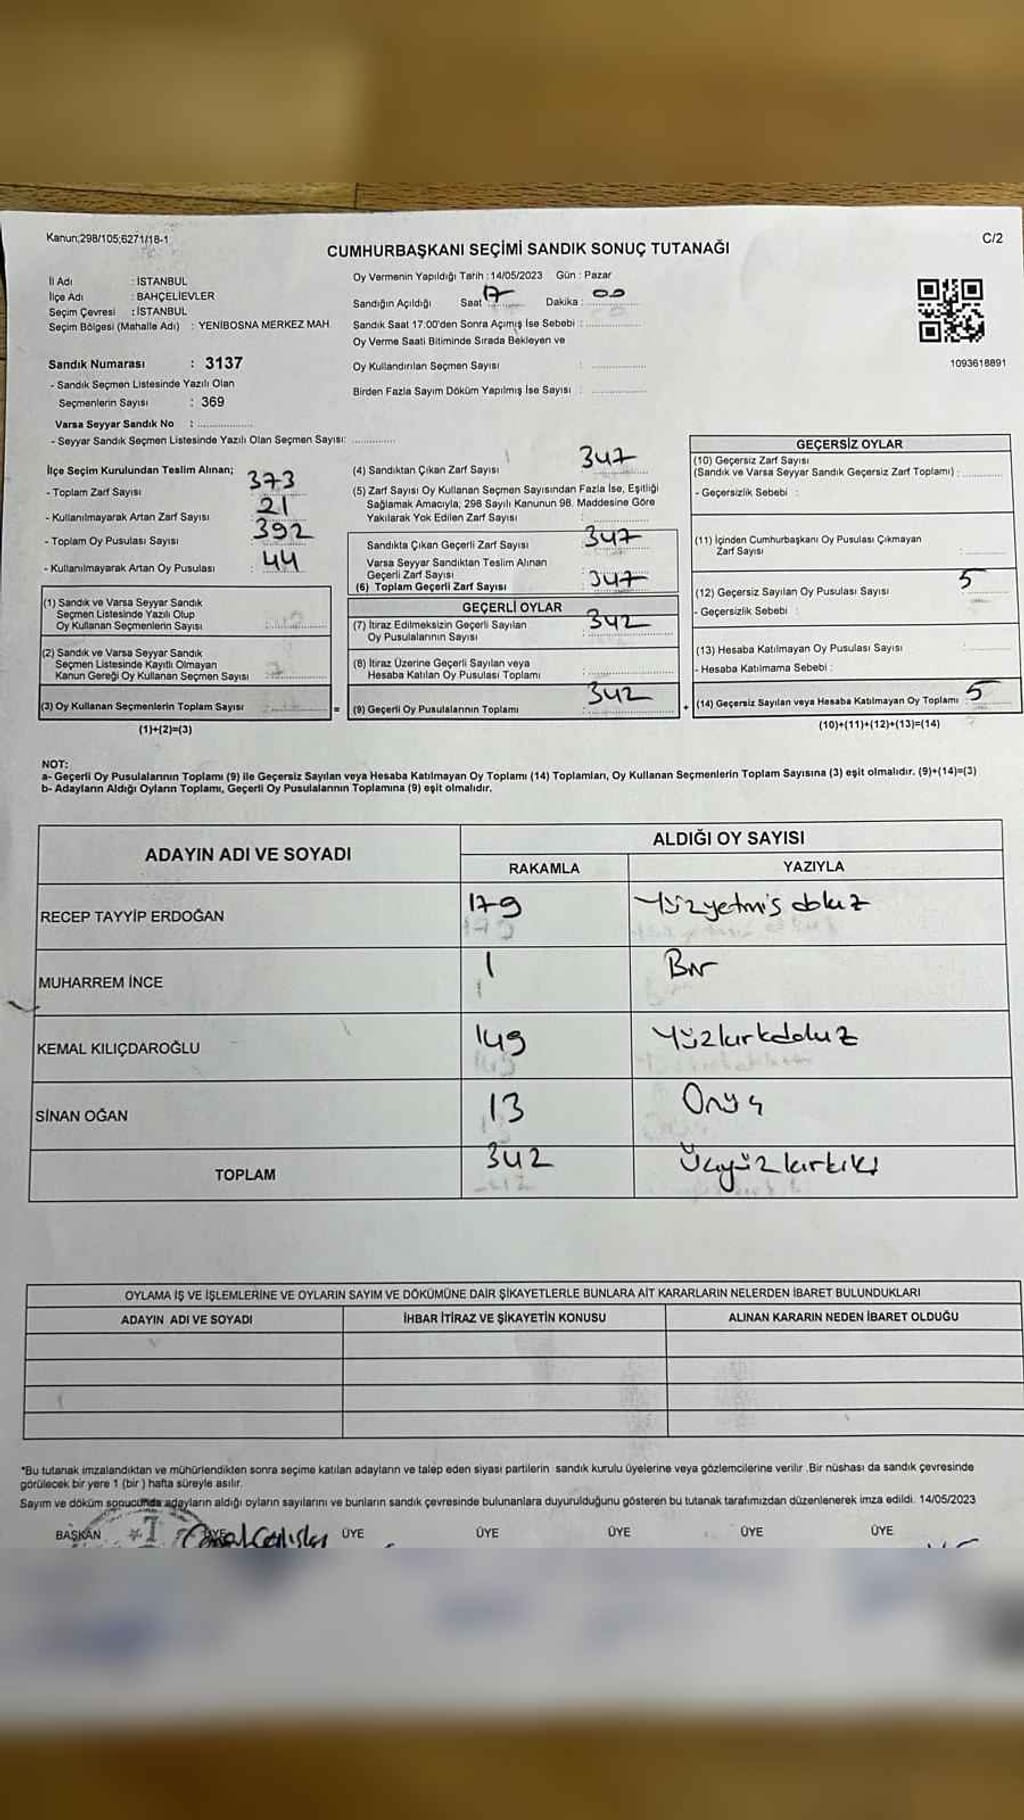 Kanun;298/105;6271/18-1
C/2
CUMHURBAŞKANI SEÇİMİ SANDIK SONUÇ TUTANAĞI
İl Adı : İSTANBUL
İlçe Adı : BAHÇELİEVLER
Seçim Çevresi : İSTANBUL
Seçim Bölgesi (Mahalle Adı) : YENİBOSNA MERKEZ MAH.
Oy Vermenin Yapıldığı Tarih : 14/05/2023 Gün : Pazar
Sandığın Açıldığı Saat 17 Dakika : 00
Sandık Saat 17:00'den Sonra Açımış İse Sebebi :
Oy Verme Saati Bitiminde Sırada Bekleyen ve
Oy Kullandırılan Seçmen Sayısı :
Birden Fazla Sayım Döküm Yapılmış İse Sayısı :
1093618891
Sandık Numarası : 3137
- Sandık Seçmen Listesinde Yazılı Olan
Seçmenlerin Sayısı : 369
Varsa Seyyar Sandık No :
- Seyyar Sandık Seçmen Listesinde Yazılı Olan Seçmen Sayısı:
İlçe Seçim Kurulundan Teslim Alınan;
- Toplam Zarf Sayısı 373
- Kullanılmayarak Artan Zarf Sayısı 21
- Toplam Oy Pusulası Sayısı 392
- Kullanılmayarak Artan Oy Pusulası : 44
(1) Sandık ve Varsa Seyyar Sandık
Seçmen Listesinde Yazılı Olup
Oy Kullanan Seçmenlerin Sayısı
(2) Sandık ve Varsa Seyyar Sandık
Seçmen Listesinde Kayıtlı Olmayan
Kanun Gereği Oy Kullanan Seçmen Sayısı
(3) Oy Kullanan Seçmenlerin Toplam Sayısı
(1)+(2)=(3)
=
(4) Sandıktan Çıkan Zarf Sayısı 347
(5) Zarf Sayısı Oy Kullanan Seçmen Sayısından Fazla İse, Eşitliği
Sağlamak Amacıyla, 298 Sayılı Kanunun 98. Maddesine Göre
Yakılarak Yok Edilen Zarf Sayısı
Sandıkta Çıkan Geçerli Zarf Sayısı 347
Varsa Seyyar Sandıktan Teslim Alınan
Geçerli Zarf Sayısı
(6) Toplam Geçerli Zarf Sayısı 347
GEÇERLİ OYLAR
(7) İtiraz Edilmeksizin Geçerli Sayılan
Oy Pusulalarının Sayısı 342
(8) İtiraz Üzerine Geçerli Sayılan veya
Hesaba Katılan Oy Pusulası Toplamı
(9) Geçerli Oy Pusulalarının Toplamı 342
+
GEÇERSİZ OYLAR
(10) Geçersiz Zarf Sayısı
(Sandık ve Varsa Seyyar Sandık Geçersiz Zarf Toplamı) :
- Geçersizlik Sebebi :
(11) İçinden Cumhurbaşkanı Oy Pusulası Çıkmayan
Zarf Sayısı
(12) Geçersiz Sayılan Oy Pusulası Sayısı 5
- Geçersizlik Sebebi :
(13) Hesaba Katılmayan Oy Pusulası Sayısı
- Hesaba Katılmama Sebebi :
(14) Geçersiz Sayılan veya Hesaba Katılmayan Oy Toplamı 5
(10)+(11)+(12)+(13)=(14)
NOT:
a- Geçerli Oy Pusulalarının Toplamı (9) ile Geçersiz Sayılan veya Hesaba Katılmayan Oy Toplamı (14) Toplamları, Oy Kullanan Seçmenlerin Toplam Sayısına (3) eşit olmalıdır. (9)+(14)=(3)
b- Adayların Aldığı Oyların Toplamı, Geçerli Oy Pusulalarının Toplamına (9) eşit olmalıdır.
ADAYIN ADI VE SOYADI
ALDIĞI OY SAYISI
RAKAMLA YAZIYLA
RECEP TAYYİP ERDOĞAN 179 Yüzyetmiş dokuz
MUHARREM İNCE 1 Bir
KEMAL KILIÇDAROĞLU 149 Yüzkırkdokuz
SİNAN OĞAN 13 Onüç
TOPLAM 342 Üçyüzkırkiki
OYLAMA İŞ VE İŞLEMLERİNE VE OYLARIN SAYIM VE DÖKÜMÜNE DAİR ŞİKAYETLERLE BUNLARA AİT KARARLARIN NELERDEN İBARET BULUNDUKLARI
ADAYIN ADI VE SOYADI İHBAR İTİRAZ VE ŞİKAYETİN KONUSU ALINAN KARARIN NEDEN İBARET OLDUĞU
*Bu tutanak imzalandıktan ve mühürlendikten sonra seçime katılan adayların ve talep eden siyasi partilerin sandık kurulu üyelerine veya gözlemcilerine verilir. Bir nüshası da sandık çevresinde
görülecek bir yere 1 (bir) hafta süreyle asılır.
Sayım ve döküm sonucunda adayların aldığı oyların sayılarını ve bunların sandık çevresinde bulunanlara duyurulduğunu gösteren bu tutanak tarafımızdan düzenlenerek imza edildi. 14/05/2023
BAŞKAN ÜYE ÜYE ÜYE ÜYE ÜYE ÜYE